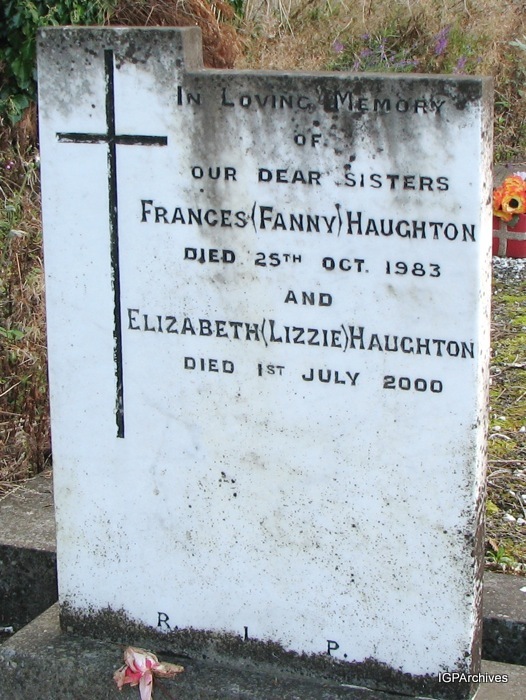 In Loving Memory
OF
OUR DEAR SISTERS
Frances (Fanny) Haughton
DIED 25TH OCT. 1983
AND
Elizabeth (Lizzie) Haughton
DIED 1ST JULY 2000
R. I. P.
IGPArchives